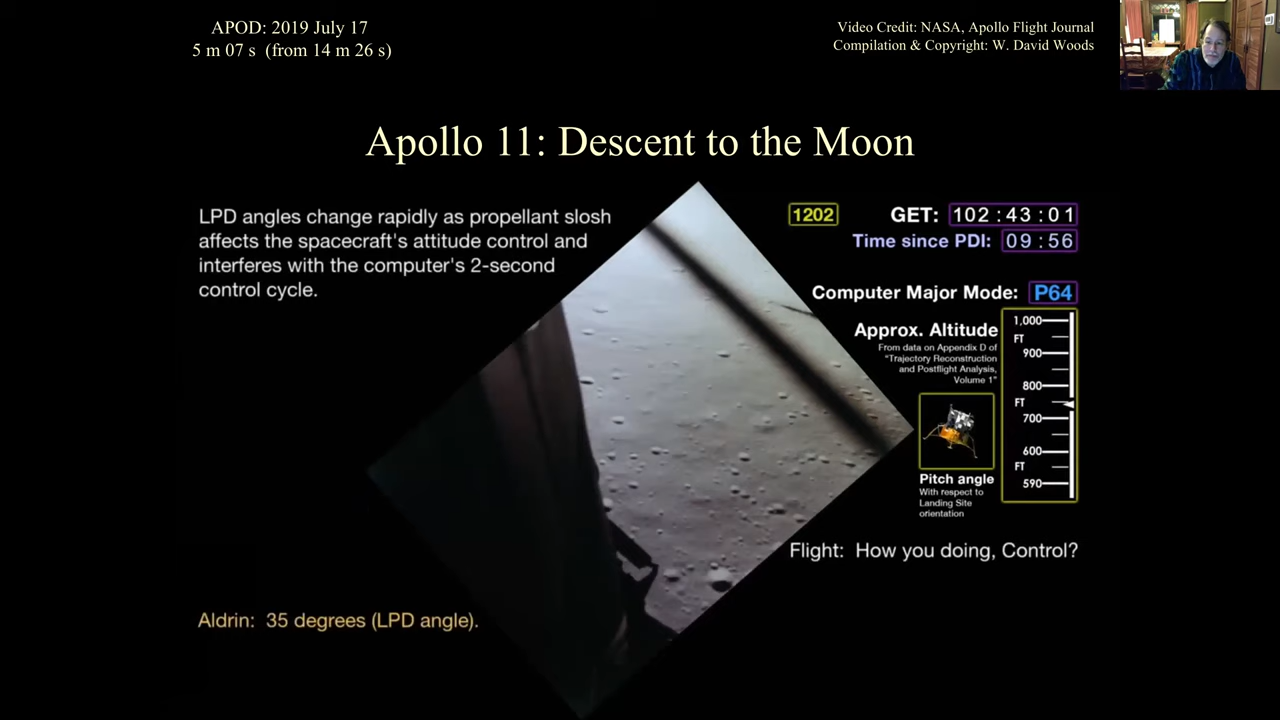 APOD: 2019 July 17
5 m 07 s (from 14 m 26 s)
Video Credit: NASA, Apollo Flight Journal
Compilation & Copyright: W. David Woods
Apollo 11: Descent to the Moon
LPD angles change rapidly as propellant slosh
affects the spacecraft's attitude control and
interferes with the computer's 2-second
control cycle.
1202
GET: 102:43:01
Time since PDI: 09:56
Computer Major Mode: P64
Approx. Altitude
From data on Appendix D of
"Trajectory Reconstruction
and Postflight Analysis,
Volume 1"
1,000
FT
900
800
FT
700
600
FT
590
Pitch angle
With respect to
Landing Site
orientation
Flight: How you doing, Control?
Aldrin: 35 degrees (LPD angle).